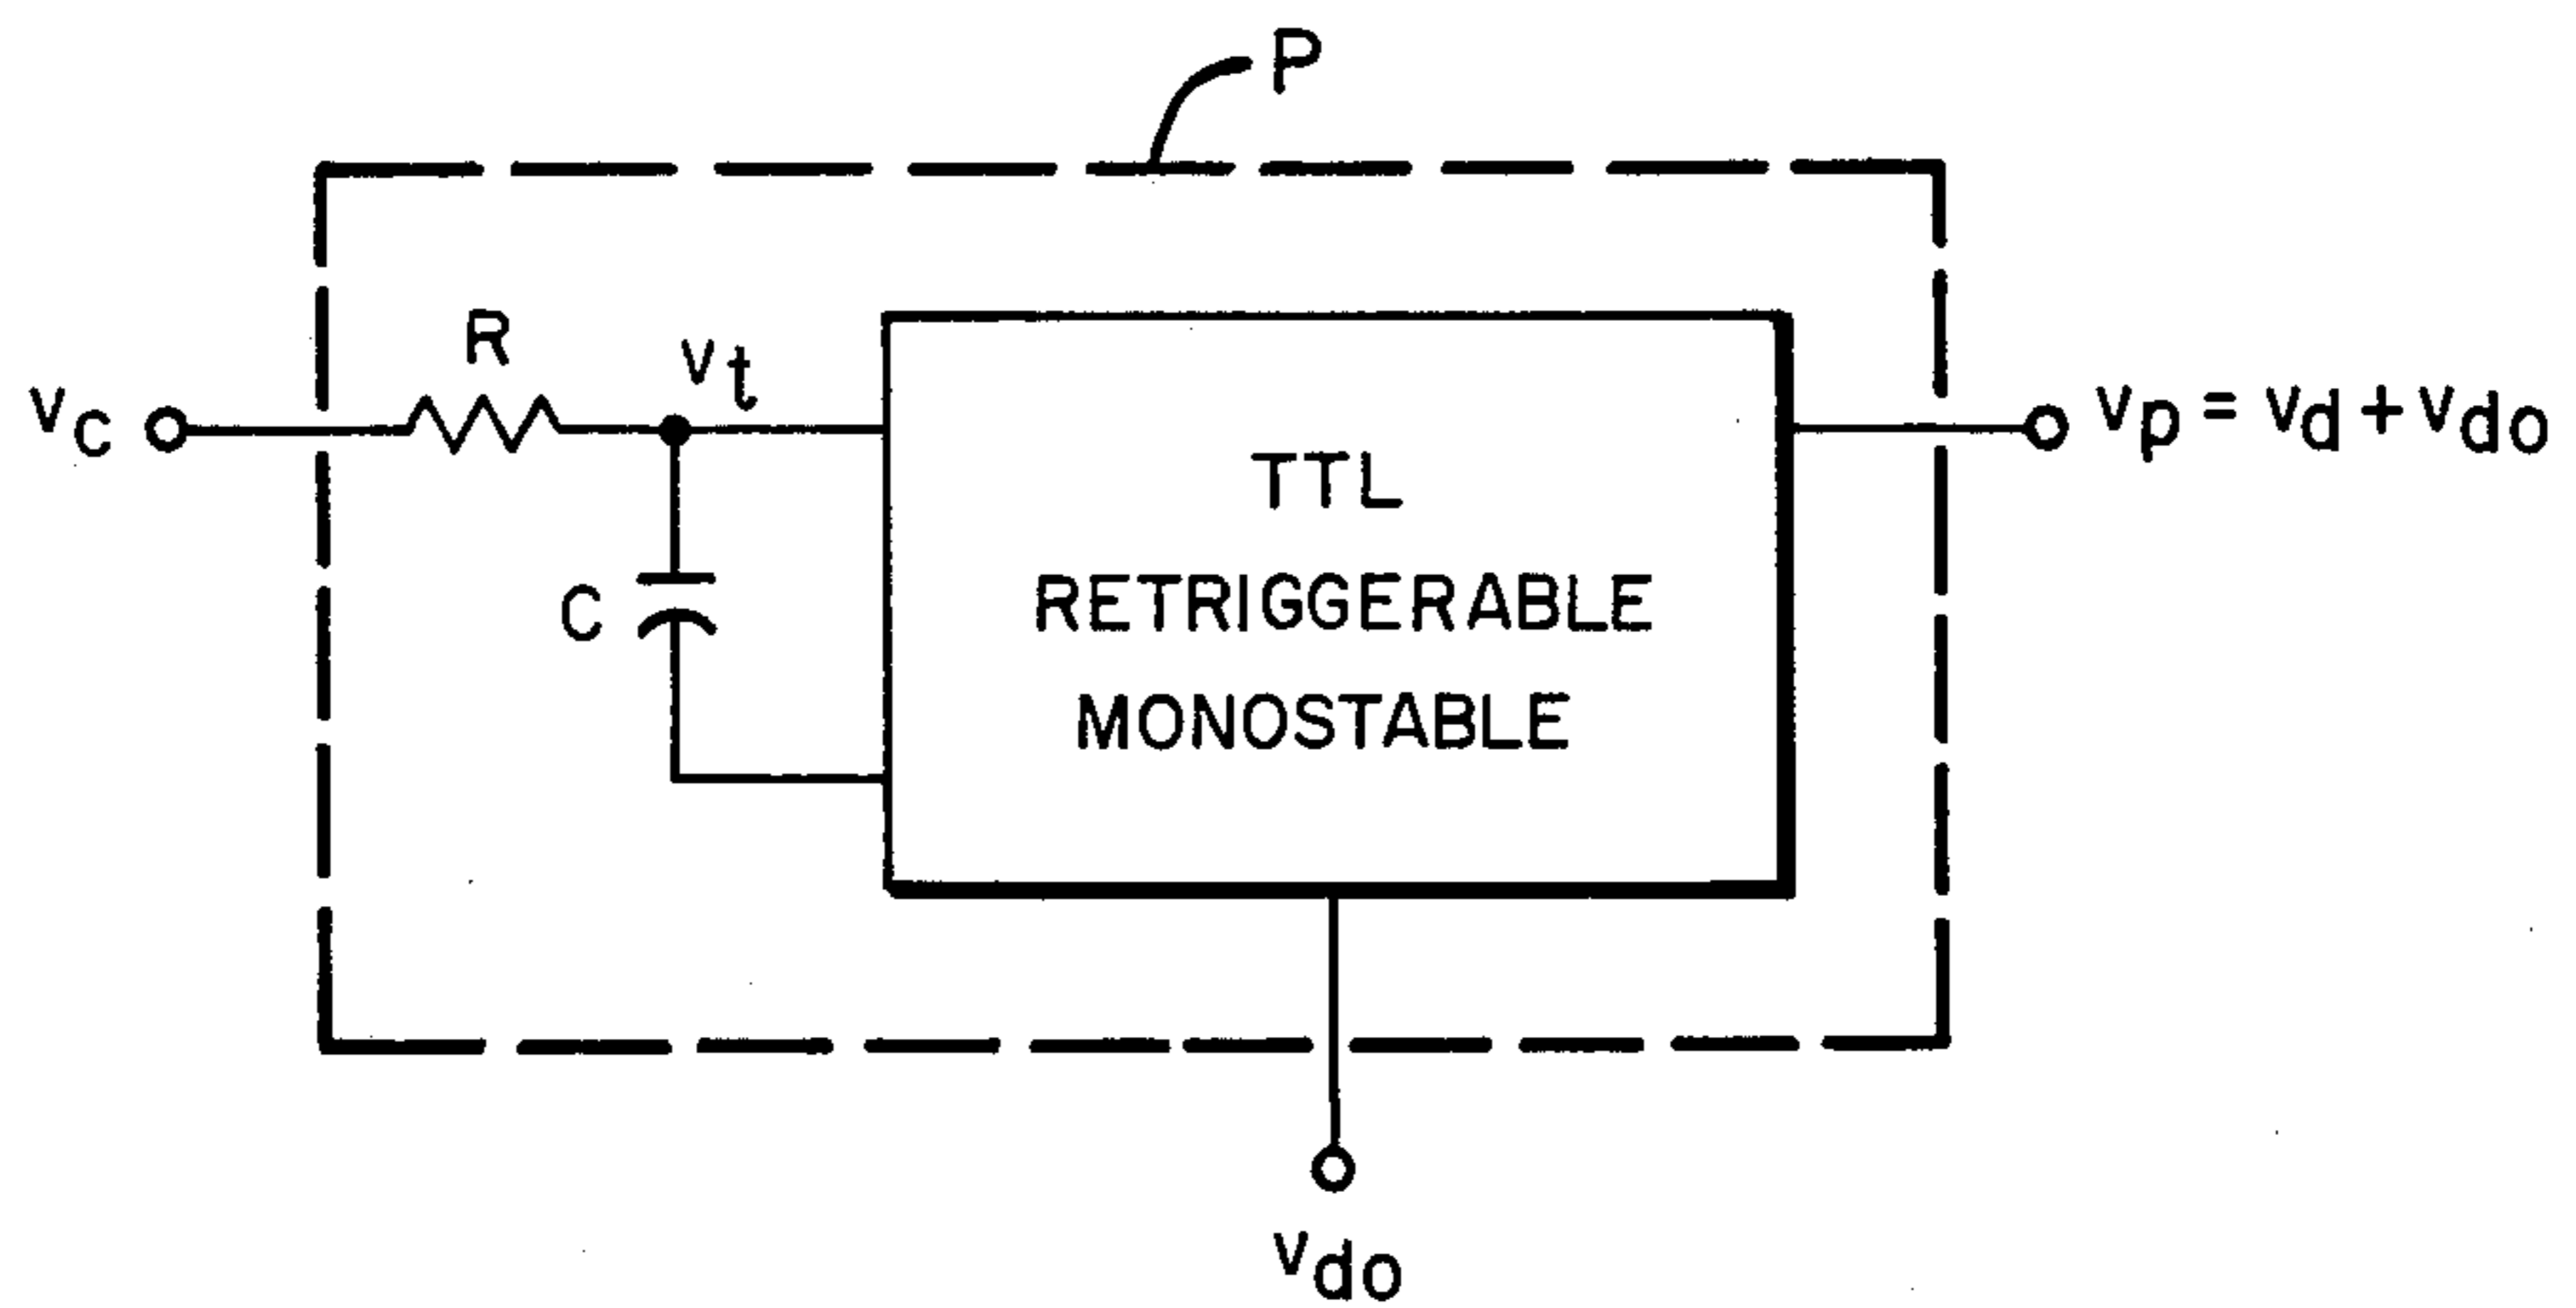 P
R
vt
vc
vp = vd + vdo
TTL
RETRIGGERABLE
MONOSTABLE
C
vdo